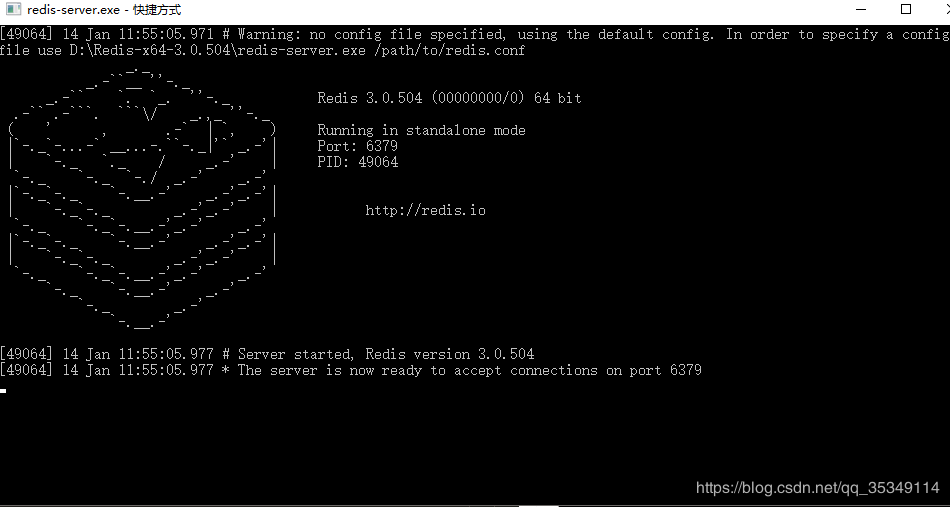 redis-server.exe - 快捷方式
[49064] 14 Jan 11:55:05.971 # Warning: no config file specified, using the default config. In order to specify a config
file use D:\Redis-x64-3.0.504\redis-server.exe /path/to/redis.conf
Redis 3.0.504 (00000000/0) 64 bit
Running in standalone mode
Port: 6379
PID: 49064
http://redis.io
[49064] 14 Jan 11:55:05.977 # Server started, Redis version 3.0.504
[49064] 14 Jan 11:55:05.977 * The server is now ready to accept connections on port 6379
https://blog.csdn.net/qq_35349114